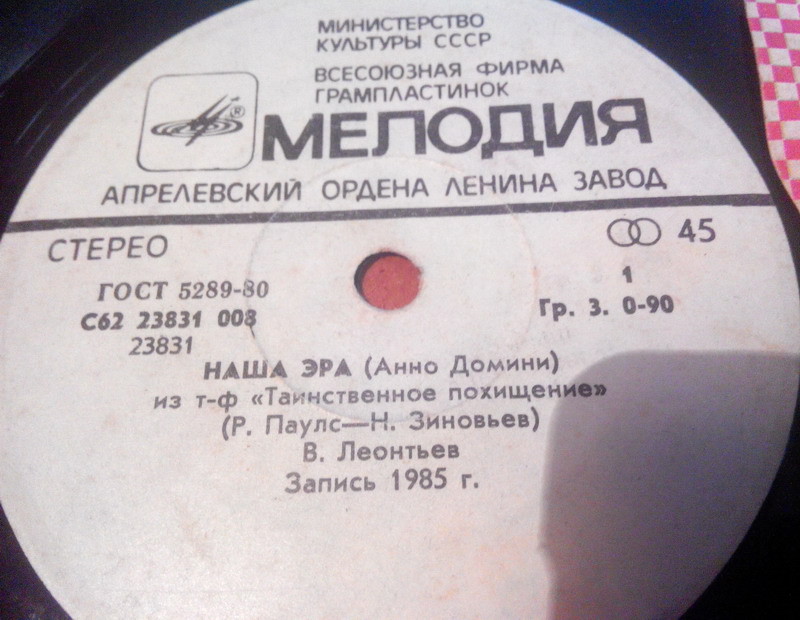 МИНИСТЕРСТВО
КУЛЬТУРЫ СССР
ВСЕСОЮЗНАЯ ФИРМА
ГРАМПЛАСТИНОК
®
МЕЛОДИЯ
АПРЕЛЕВСКИЙ ОРДЕНА ЛЕНИНА ЗАВОД
СТЕРЕО
45
ГОСТ 5289-80
1
С62 23831 008
Гр. 3. 0-90
23831
НАША ЭРА (Анно Домини)
из т-ф «Таинственное похищение»
(Р. Паулс—Н. Зиновьев)
В. Леонтьев
Запись 1985 г.